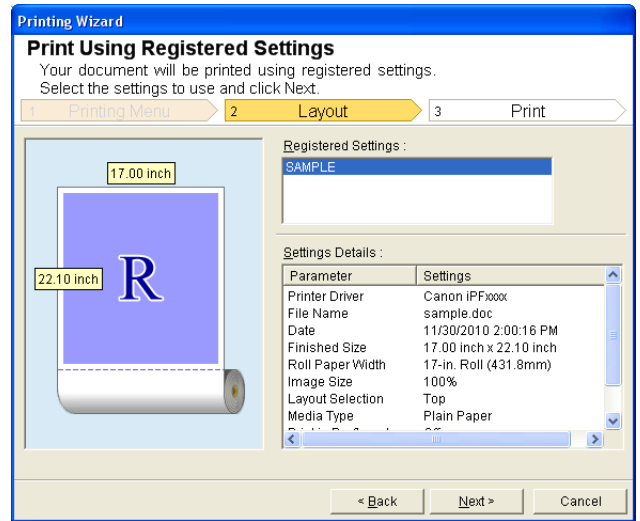 Printing Wizard
Print Using Registered Settings
Your document will be printed using registered settings.
Select the settings to use and click Next.
1 Printing Menu 2 Layout 3 Print
17.00 inch
22.10 inch
R
Registered Settings :
SAMPLE
Settings Details :
Parameter Settings
Printer Driver Canon iPFxxxx
File Name sample.doc
Date 11/30/2010 2:00:16 PM
Finished Size 17.00 inch x 22.10 inch
Roll Paper Width 17-in. Roll (431.8mm)
Image Size 100%
Layout Selection Top
Media Type Plain Paper
< Back Next > Cancel